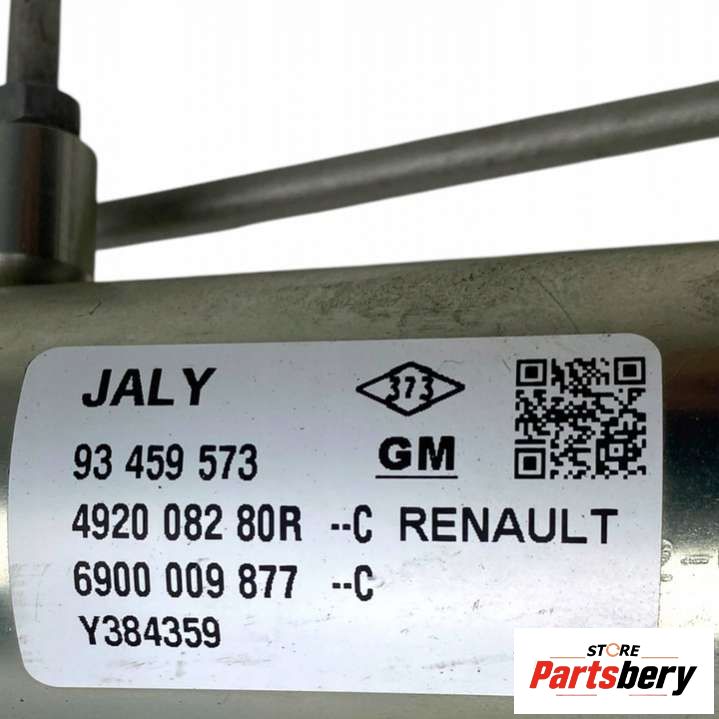 JALY
373
93 459 573
GM
4920 082 80R --C RENAULT
6900 009 877 --C
Y384359
STORE
Partsbery